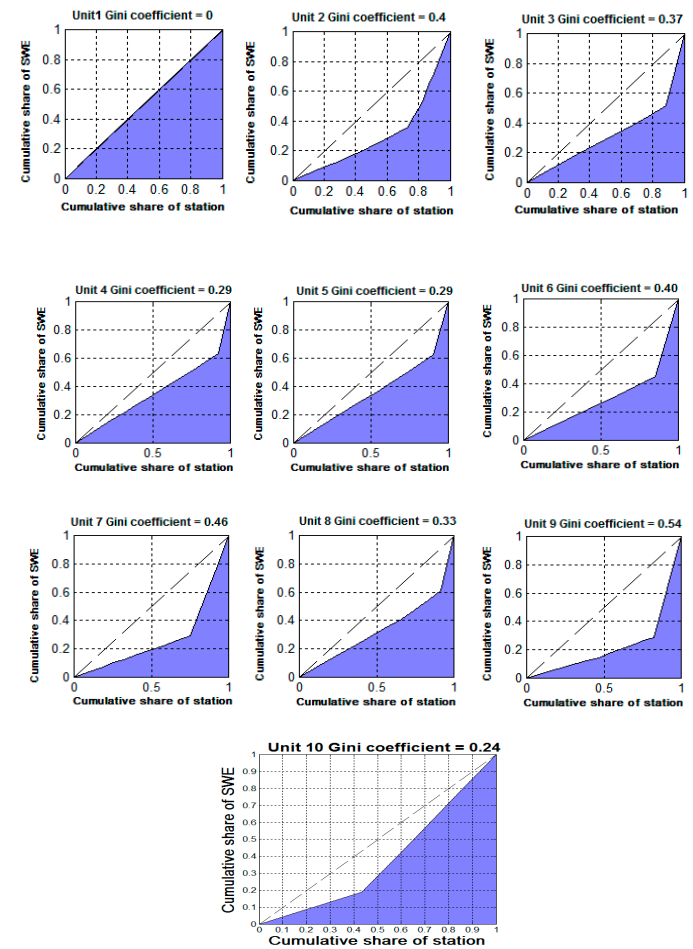 Unit1 Gini coefficient = 0
Cumulative share of SWE
1
0.8
0.6
0.4
0.2
0
0 0.2 0.4 0.6 0.8 1
Cumulative share of station
Unit 2 Gini coefficient = 0.4
Cumulative share of SWE
1
0.8
0.6
0.4
0.2
0
0 0.2 0.4 0.6 0.8 1
Cumulative share of station
Unit 3 Gini coefficient = 0.37
Cumulative share of SWE
1
0.8
0.6
0.4
0.2
0
0 0.2 0.4 0.6 0.8 1
Cumulative share of station
Unit 4 Gini coefficient = 0.29
Cumulative share of SWE
1
0.8
0.6
0.4
0.2
0
0 0.5 1
Cumulative share of station
Unit 5 Gini coefficient = 0.29
Cumulative share of SWE
1
0.8
0.6
0.4
0.2
0
0 0.5 1
Cumulative share of station
Unit 6 Gini coefficient = 0.40
Cumulative share of SWE
1
0.8
0.6
0.4
0.2
0
0 0.5 1
Cumulative share of station
Unit 7 Gini coefficient = 0.46
Cumulative share of SWE
1
0.8
0.6
0.4
0.2
0
0 0.5 1
Cumulative share of station
Unit 8 Gini coefficient = 0.33
Cumulative share of SWE
1
0.8
0.6
0.4
0.2
0
0 0.5 1
Cumulative share of station
Unit 9 Gini coefficient = 0.54
Cumulative share of SWE
1
0.8
0.6
0.4
0.2
0
0 0.5 1
Cumulative share of station
Unit 10 Gini coefficient = 0.24
Cumulative share of SWE
1
0.9
0.8
0.7
0.6
0.5
0.4
0.3
0.2
0.1
0
0 0.1 0.2 0.3 0.4 0.5 0.6 0.7 0.8 0.9 1
Cumulative share of station